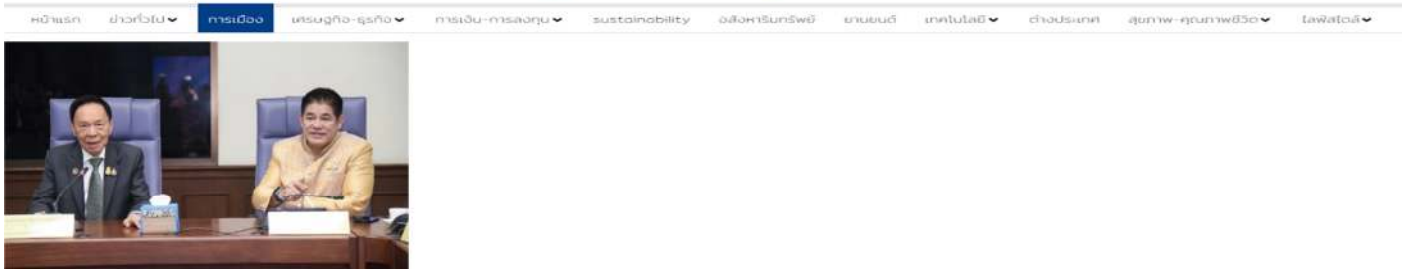 หน้าแรก ข่าวทั่วไป การเมือง เศรษฐกิจ-ธุรกิจ การเงิน-การลงทุน sustainability อสังหาริมทรัพย์ ยานยนต์ เทคโนโลยี ต่างประเทศ สุขภาพ-คุณภาพชีวิต ไลฟ์สไตล์